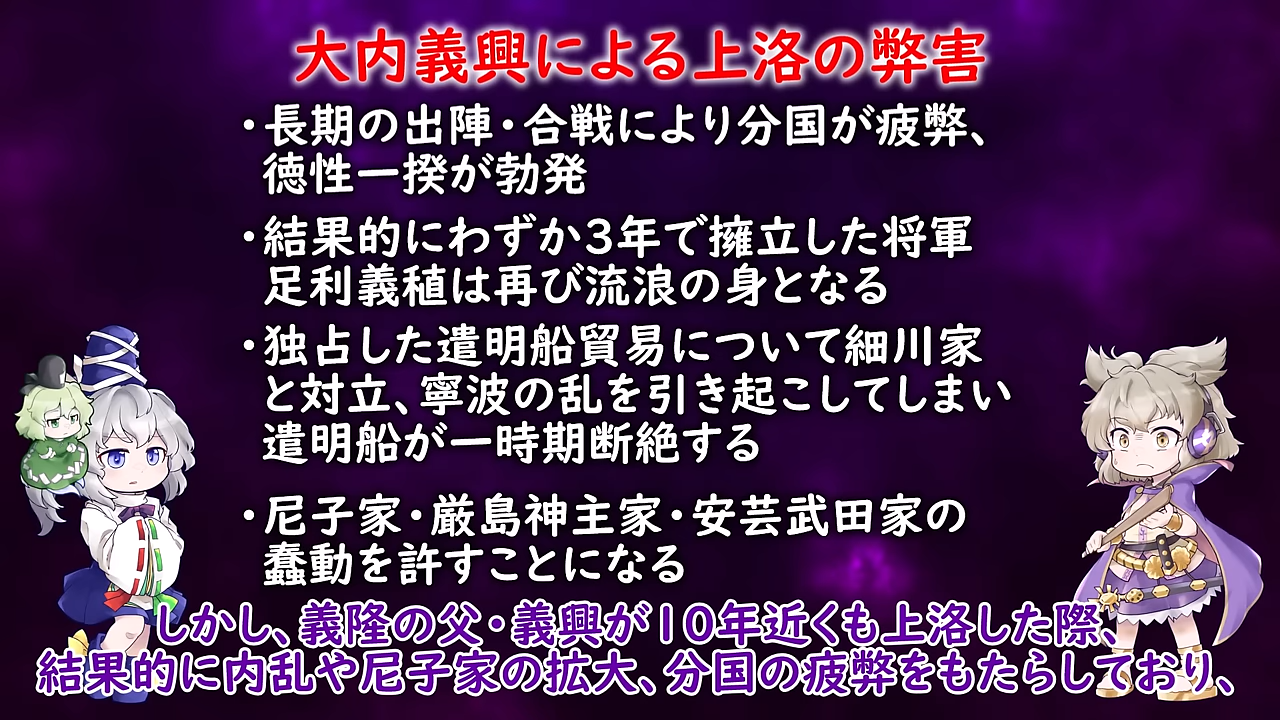 大内義興による上洛の弊害
・長期の出陣・合戦により分国が疲弊、
徳性一揆が勃発
・結果的にわずか3年で擁立した将軍
足利義稙は再び流浪の身となる
・独占した遣明船貿易について細川家
と対立、寧波の乱を引き起こしてしまい
遣明船が一時期断絶する
・尼子家・厳島神主家・安芸武田家の
蠢動を許すことになる
しかし、義隆の父・義興が10年近くも上洛した際、
結果的に内乱や尼子家の拡大、分国の疲弊をもたらしており、